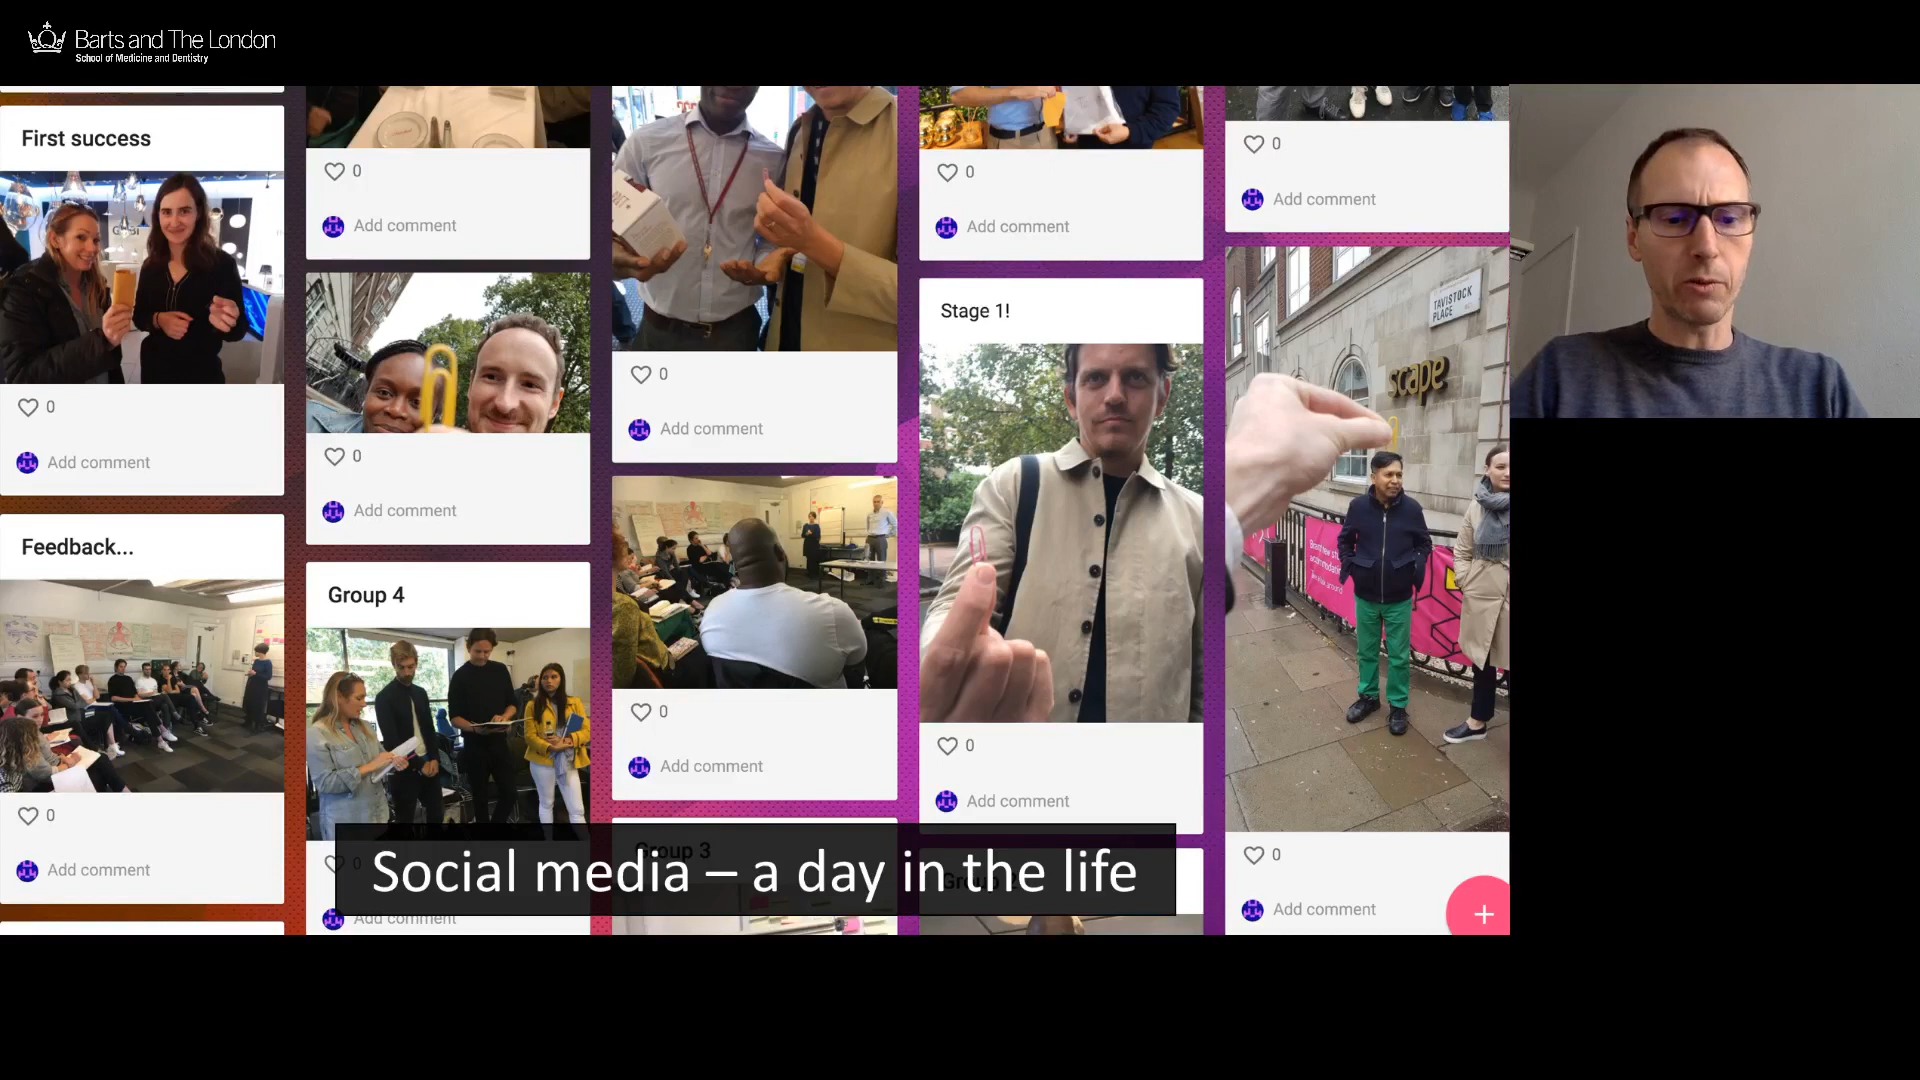 Barts and The London
School of Medicine and Dentistry
First success
0
Add comment
Feedback...
0
Add comment
0
Add comment
0
Add comment
Group 4
0
Add comment
0
Add comment
0
Add comment
Group 3
0
Add comment
Stage 1!
0
Add comment
0
Add comment
TAVISTOCK
PLACE
scape
0
Add comment
+
Social media – a day in the life